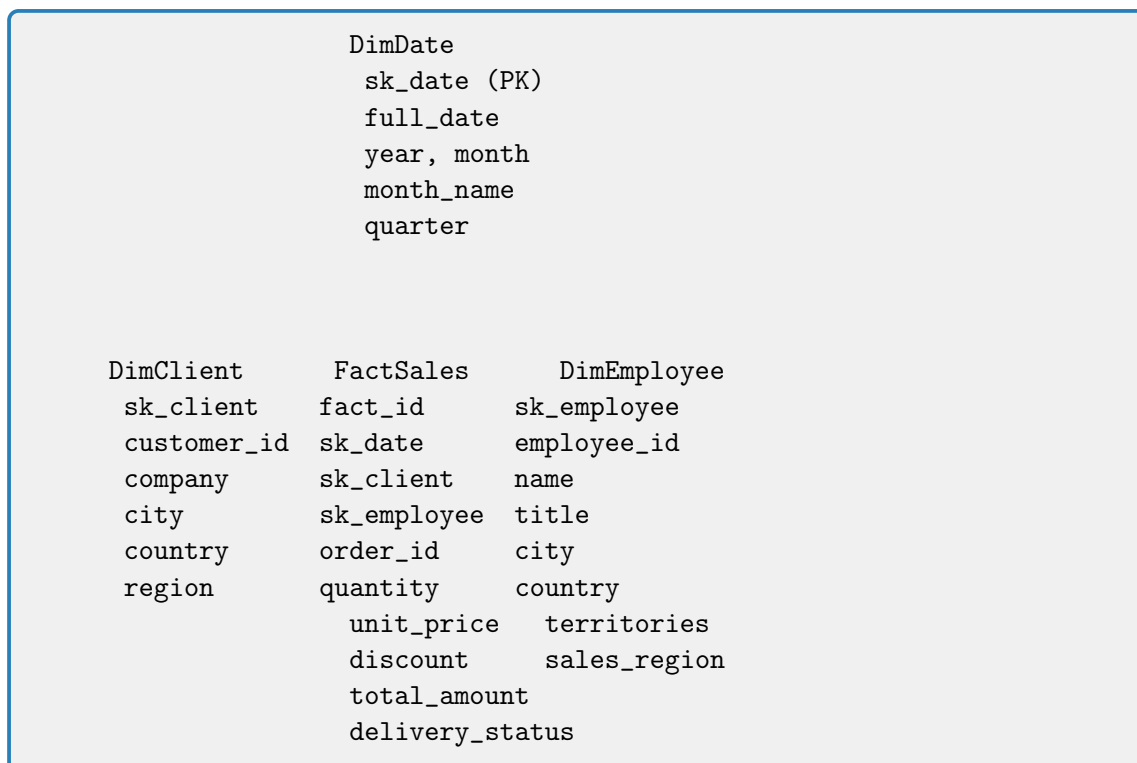 DimDate
sk_date (PK)
full_date
year, month
month_name
quarter
DimClient FactSales DimEmployee
sk_client fact_id sk_employee
customer_id sk_date employee_id
company sk_client name
city sk_employee title
country order_id city
region quantity country
unit_price territories
discount sales_region
total_amount
delivery_status